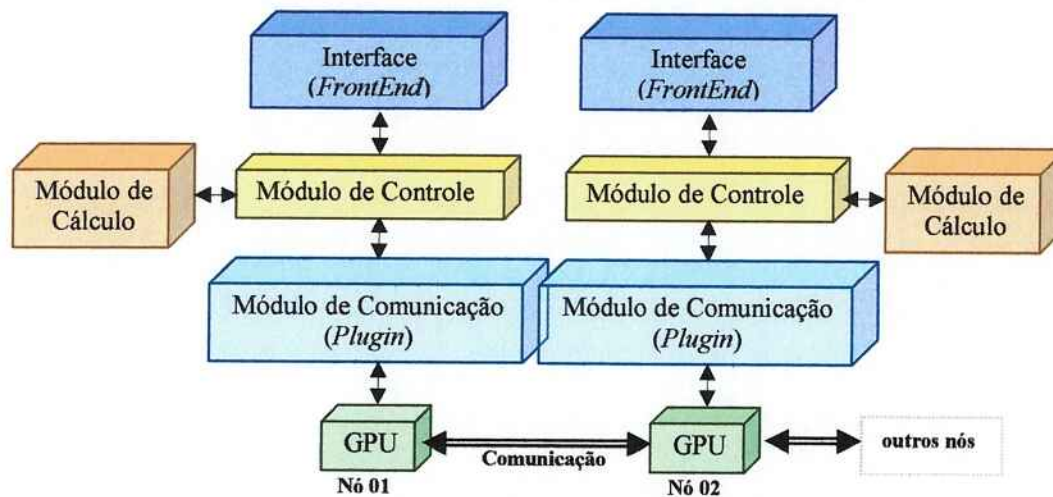 Interface
(FrontEnd)
Interface
(FrontEnd)
Módulo de
Cálculo
Módulo de Controle
Módulo de Controle
Módulo de
Cálculo
Módulo de Comunicação
(Plugin)
Módulo de Comunicação
(Plugin)
GPU
Comunicação
GPU
outros nós
Nó 01
Nó 02